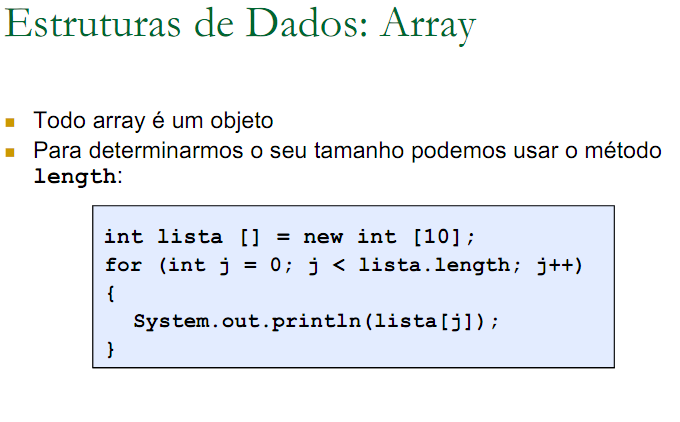 Estruturas de Dados: Array
Todo array é um objeto
Para determinarmos o seu tamanho podemos usar o método
length:
int lista [] = new int [10];
for (int j = 0; j < lista.length; j++)
{
System.out.println(lista[j]);
}